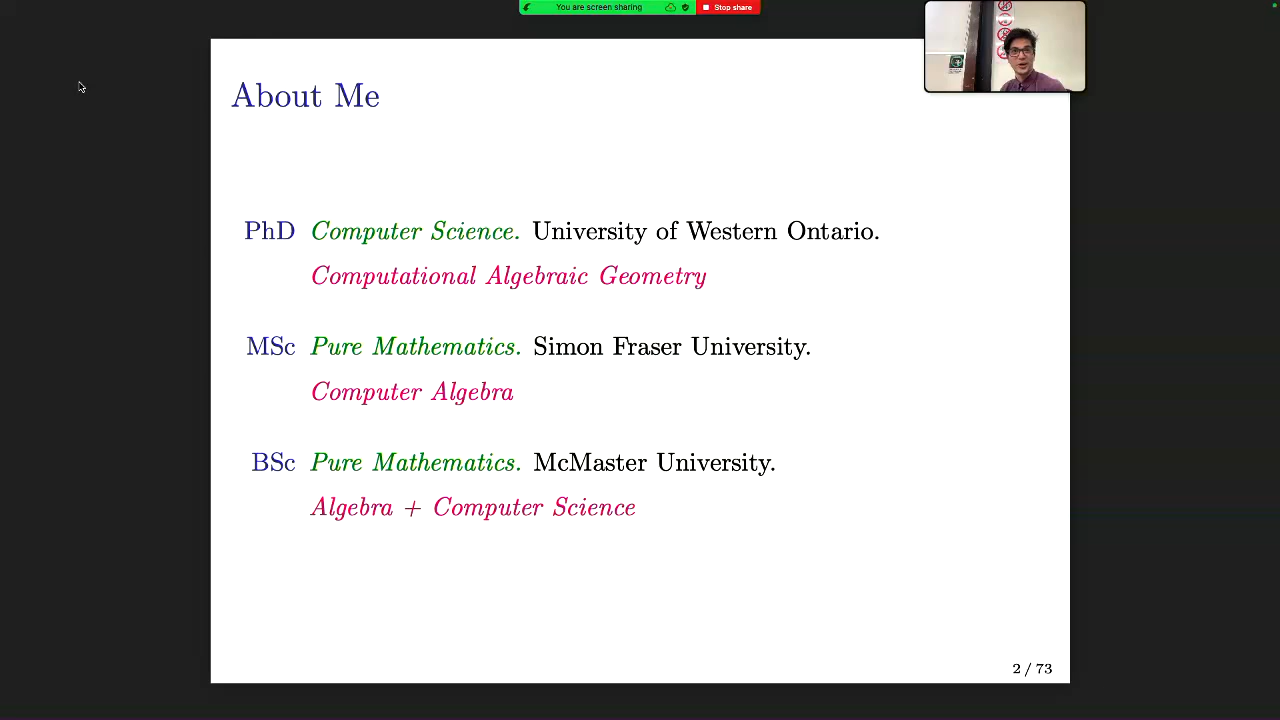 You are screen sharing
Stop share
About Me
PhD Computer Science. University of Western Ontario.
Computational Algebraic Geometry
MSc Pure Mathematics. Simon Fraser University.
Computer Algebra
BSc Pure Mathematics. McMaster University.
Algebra + Computer Science
2 / 73